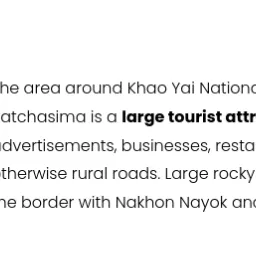 he area around Khao Yai Nationa
atchasima is a large tourist attr
advertisements, businesses, resta
therwise rural roads. Large rocky
he border with Nakhon Nayok and